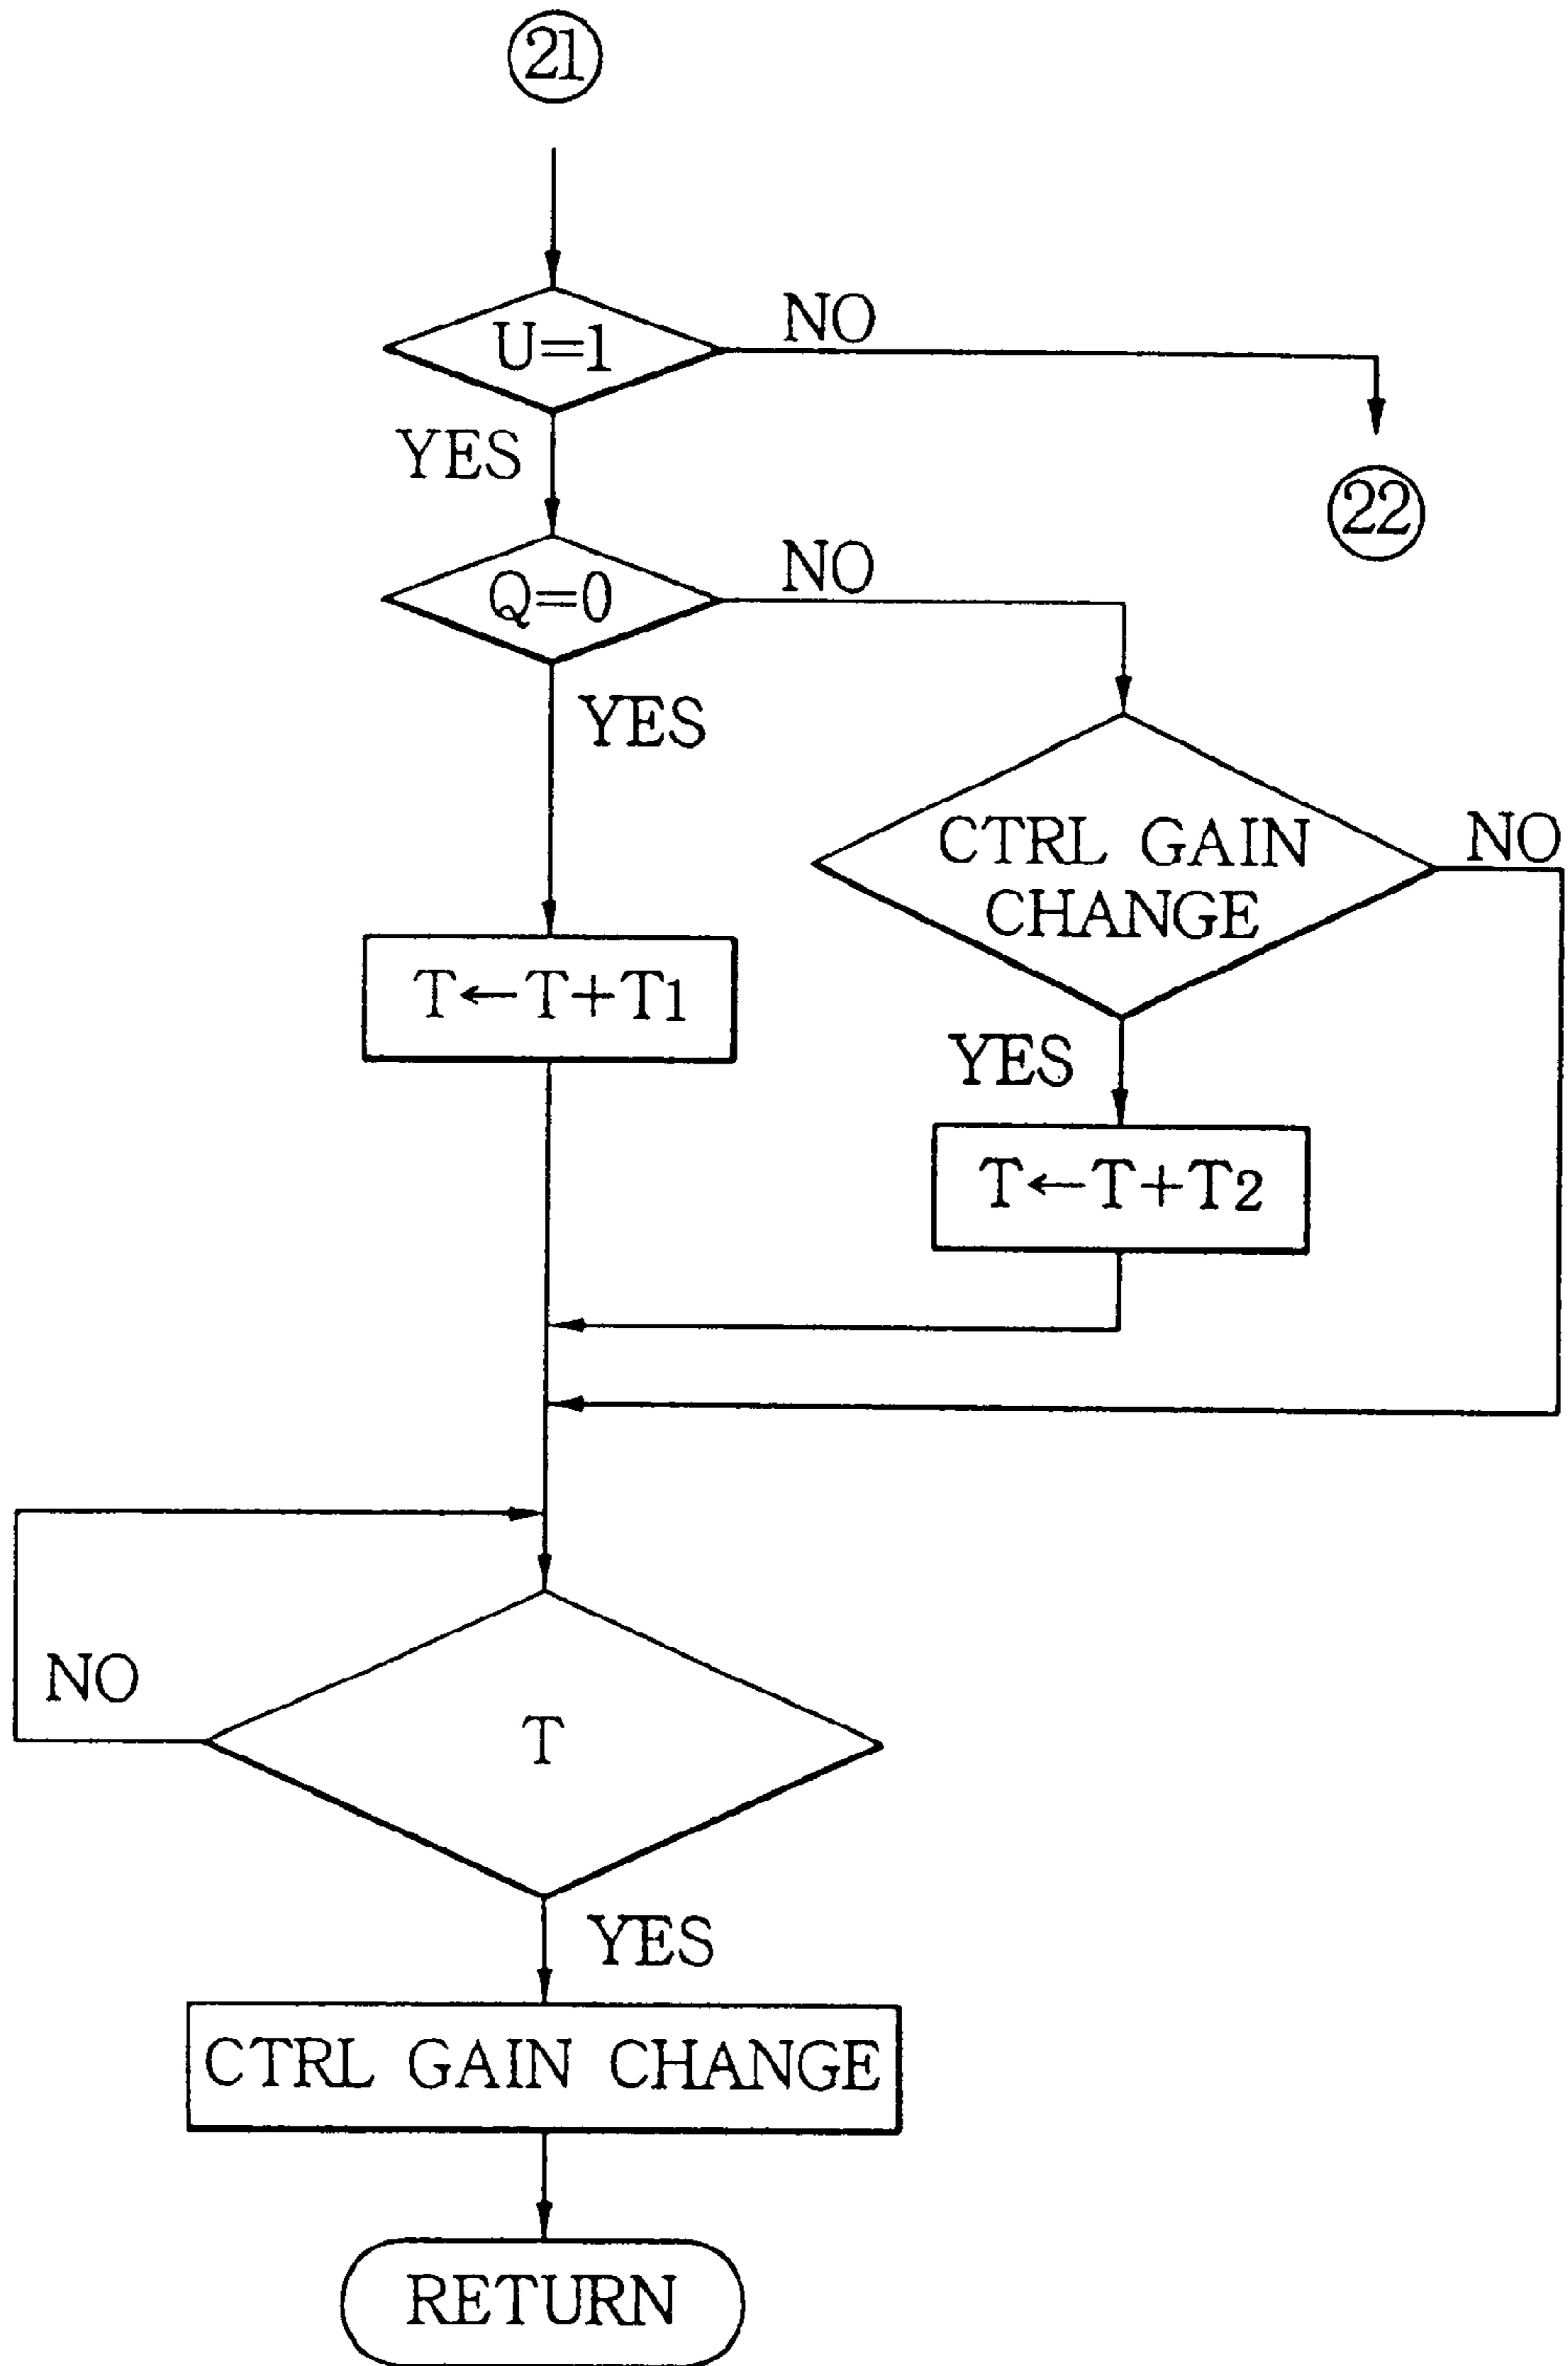 21
U=1
NO
YES
22
Q=0
NO
YES
CTRL GAIN
CHANGE
NO
T←T+T1
YES
T←T+T2
NO
T
YES
CTRL GAIN CHANGE
RETURN